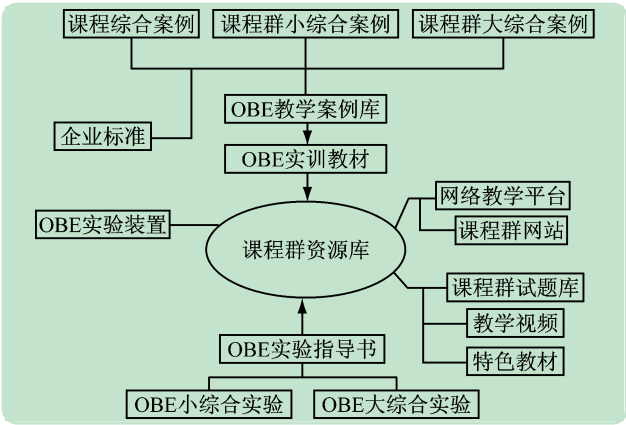 课程综合案例
课程群小综合案例
课程群大综合案例
OBE教学案例库
企业标准
OBE实训教材
网络教学平台
OBE实验装置
课程群网站
课程群资源库
课程群试题库
教学视频
OBE实验指导书
特色教材
OBE小综合实验
OBE大综合实验